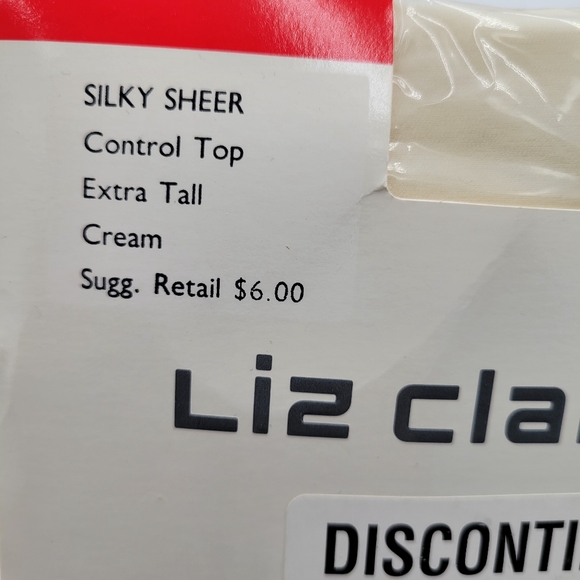 SILKY SHEER
Control Top
Extra Tall
Cream
Sugg. Retail $6.00
Liz cla
DISCONTI